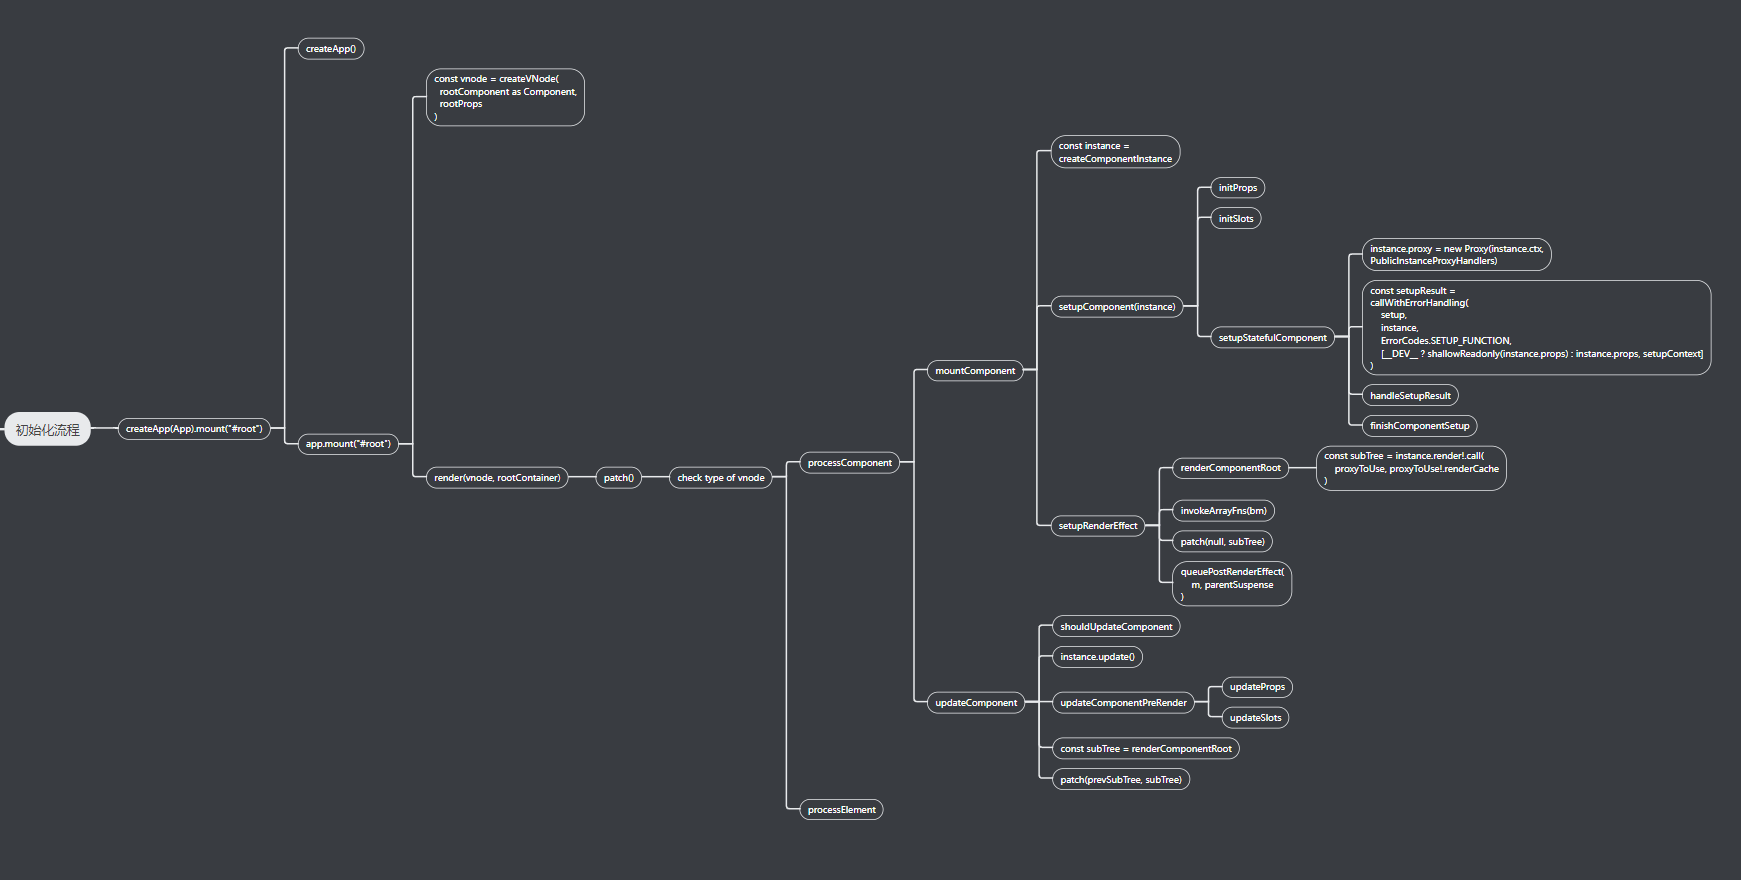 初始化流程
createApp(App).mount("#root")
createApp()
app.mount("#root")
const vnode = createVNode(
rootComponent as Component,
rootProps
)
render(vnode, rootContainer)
patch()
check type of vnode
processComponent
mountComponent
const instance =
createComponentInstance
setupComponent(instance)
initProps
initSlots
setupStatefulComponent
instance.proxy = new Proxy(instance.ctx,
PublicInstanceProxyHandlers)
const setupResult =
callWithErrorHandling(
setup,
instance,
ErrorCodes.SETUP_FUNCTION,
[__DEV__ ? shallowReadonly(instance.props) : instance.props, setupContext]
)
handleSetupResult
finishComponentSetup
setupRenderEffect
renderComponentRoot
const subTree = instance.render!.call(
proxyToUse, proxyToUse!.renderCache
)
invokeArrayFns(bm)
patch(null, subTree)
queuePostRenderEffect(
m, parentSuspense
)
updateComponent
shouldUpdateComponent
instance.update()
updateComponentPreRender
updateProps
updateSlots
const subTree = renderComponentRoot
patch(prevSubTree, subTree)
processElement